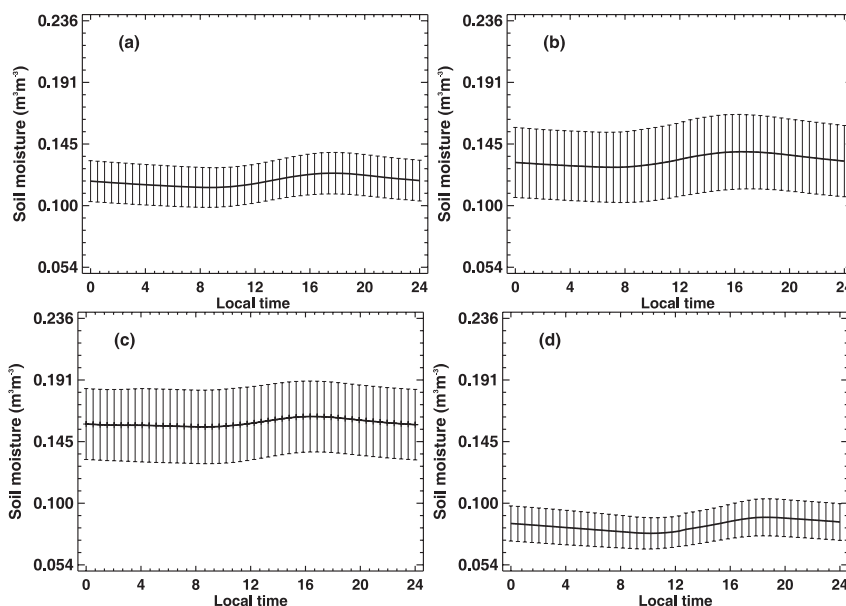 (a)
0.236
0.191
0.145
0.100
0.054
Soil moisture (m³m⁻³)
0 4 8 12 16 20 24
Local time
(b)
0.236
0.191
0.145
0.100
0.054
Soil moisture (m³m⁻³)
0 4 8 12 16 20 24
Local time
(c)
0.236
0.191
0.145
0.100
0.054
Soil moisture (m³m⁻³)
0 4 8 12 16 20 24
Local time
(d)
0.236
0.191
0.145
0.100
0.054
Soil moisture (m³m⁻³)
0 4 8 12 16 20 24
Local time